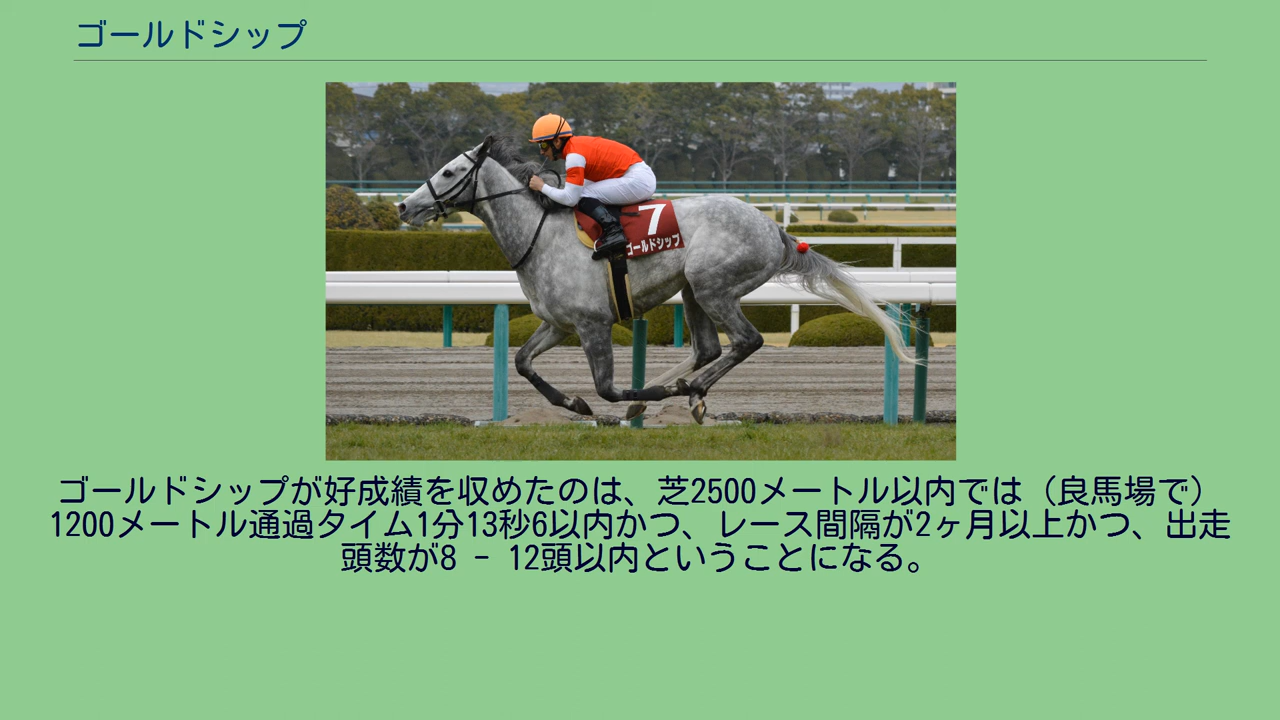 ゴールドシップ
7
ゴールドシップ
ゴールドシップが好成績を収めたのは、芝2500メートル以内では（良馬場で）
1200メートル通過タイム1分13秒6以内かつ、レース間隔が2ヶ月以上かつ、出走
頭数が8 - 12頭以内ということになる。